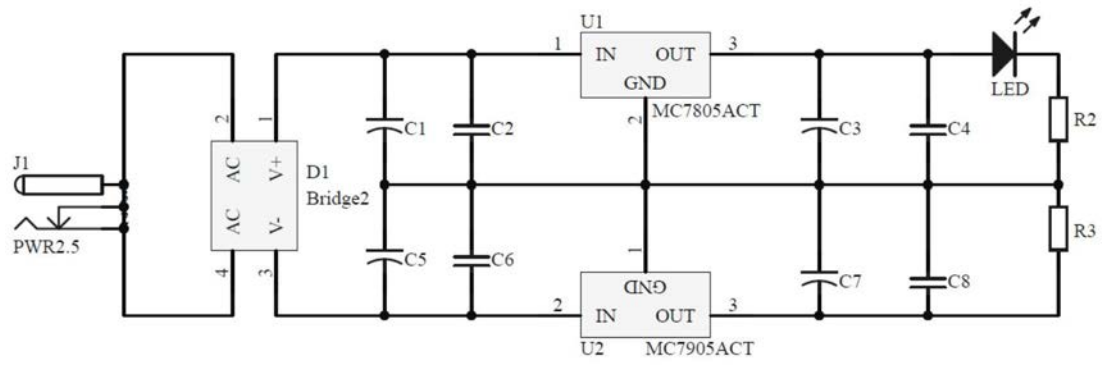 U1
1
IN
OUT
3
GND
MC7805ACT
2
LED
R2
2
1
AC
V+
D1
Bridge2
C1
C2
C3
C4
J1
PWR2.5
AC
V-
4
3
C5
C6
1
GND
C7
C8
R3
2
IN
OUT
3
U2
MC7905ACT